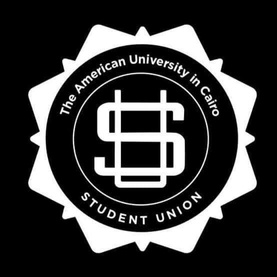 The American University in Cairo
SU
STUDENT UNION